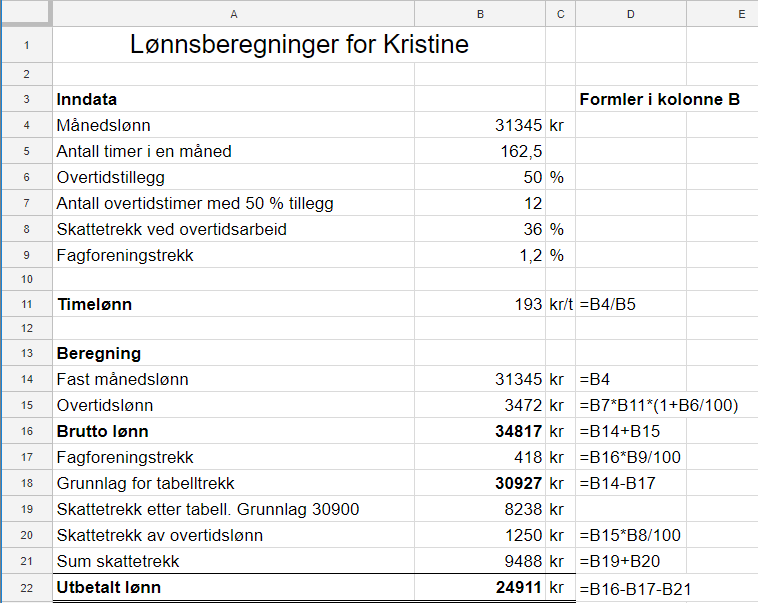 A B C D E
1 Lønnsberegninger for Kristine
2
3 Inndata Formler i kolonne B
4 Månedslønn 31345 kr
5 Antall timer i en måned 162,5
6 Overtidstillegg 50 %
7 Antall overtidstimer med 50 % tillegg 12
8 Skattetrekk ved overtidsarbeid 36 %
9 Fagforeningstrekk 1,2 %
10
11 Timelønn 193 kr/t =B4/B5
12
13 Beregning
14 Fast månedslønn 31345 kr =B4
15 Overtidslønn 3472 kr =B7*B11*(1+B6/100)
16 Brutto lønn 34817 kr =B14+B15
17 Fagforeningstrekk 418 kr =B16*B9/100
18 Grunnlag for tabelltrekk 30927 kr =B14-B17
19 Skattetrekk etter tabell. Grunnlag 30900 8238 kr
20 Skattetrekk av overtidslønn 1250 kr =B15*B8/100
21 Sum skattetrekk 9488 kr =B19+B20
22 Utbetalt lønn 24911 kr =B16-B17-B21